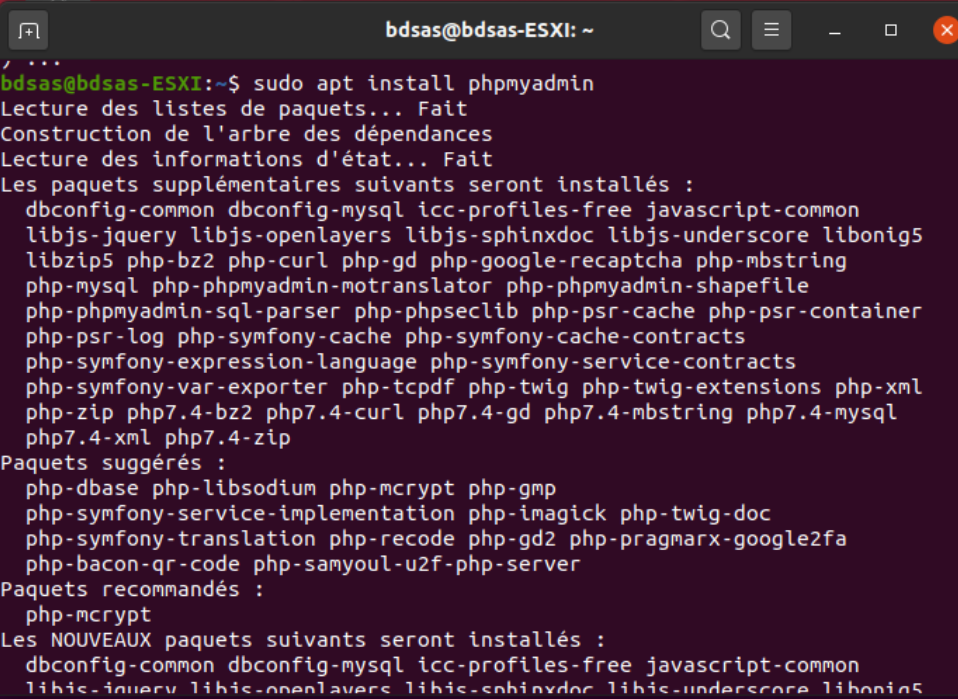 bdsas@bdsas-ESXI: ~
) ...
bdsas@bdsas-ESXI:~$ sudo apt install phpmyadmin
Lecture des listes de paquets... Fait
Construction de l'arbre des dépendances
Lecture des informations d'état... Fait
Les paquets supplémentaires suivants seront installés :
dbconfig-common dbconfig-mysql icc-profiles-free javascript-common
libjs-jquery libjs-openlayers libjs-sphinxdoc libjs-underscore libonig5
libzip5 php-bz2 php-curl php-gd php-google-recaptcha php-mbstring
php-mysql php-phpmyadmin-motranslator php-phpmyadmin-shapefile
php-phpmyadmin-sql-parser php-phpseclib php-psr-cache php-psr-container
php-psr-log php-symfony-cache php-symfony-cache-contracts
php-symfony-expression-language php-symfony-service-contracts
php-symfony-var-exporter php-tcpdf php-twig php-twig-extensions php-xml
php-zip php7.4-bz2 php7.4-curl php7.4-gd php7.4-mbstring php7.4-mysql
php7.4-xml php7.4-zip
Paquets suggérés :
php-dbase php-libsodium php-mcrypt php-gmp
php-symfony-service-implementation php-imagick php-twig-doc
php-symfony-translation php-recode php-gd2 php-pragmarx-google2fa
php-bacon-qr-code php-samyoul-u2f-php-server
Paquets recommandés :
php-mcrypt
Les NOUVEAUX paquets suivants seront installés :
dbconfig-common dbconfig-mysql icc-profiles-free javascript-common
libjs-jquery libjs-openlayers libjs-sphinxdoc libjs-underscore libonig5